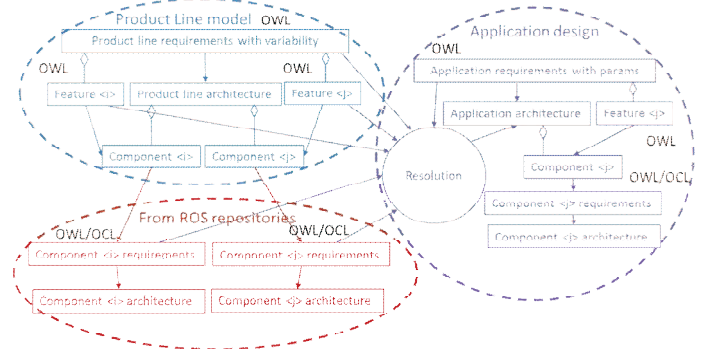 Product Line model
OWL
Product line requirements with variability
OWL
OWL
Feature <i>
Product line architecture
Feature <j>
Component <i>
Component <j>
Application design
OWL
Application requirements with params
Application architecture
Feature <j>
OWL
Resolution
Component <j>
OWL/OCL
Component <j> requirements
Component <j> architecture
From ROS repositories
OWL/OCL
OWL/OCL
Component <i> requirements
Component <j> requirements
Component <i> architecture
Component <j> architecture